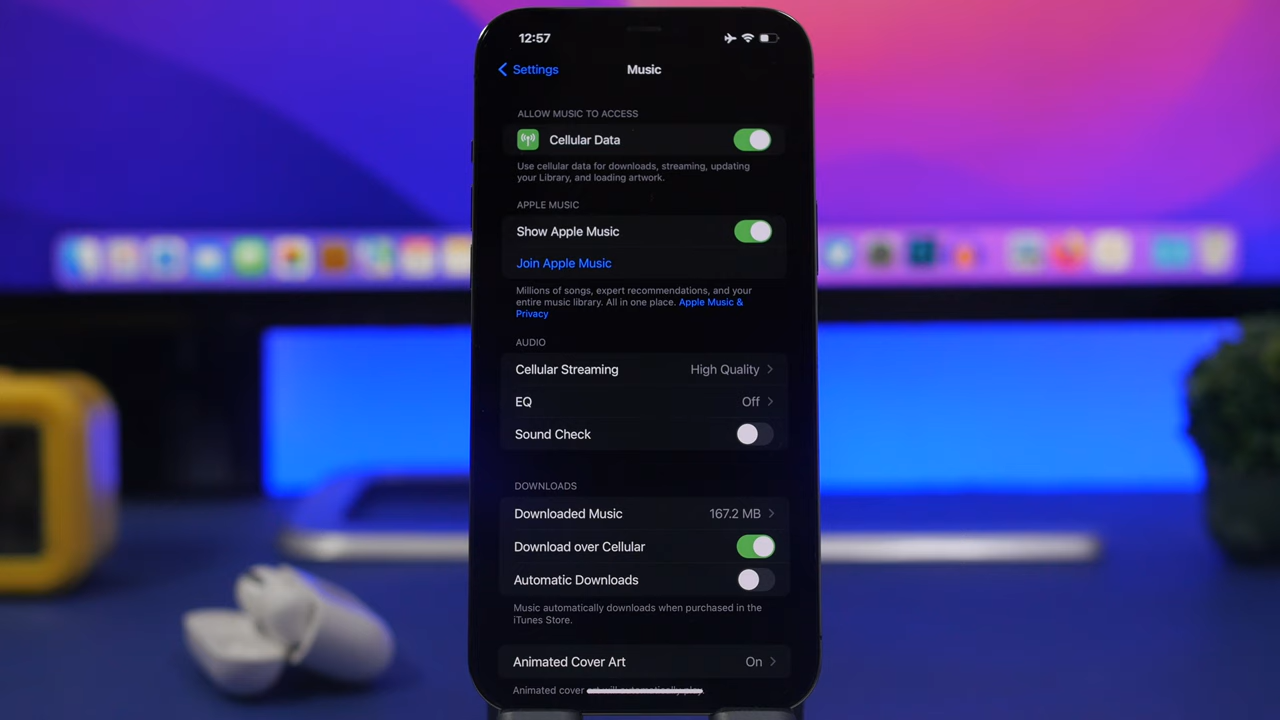 12:57
Settings
Music
ALLOW MUSIC TO ACCESS
Cellular Data
Use cellular data for downloads, streaming, updating
your Library, and loading artwork.
APPLE MUSIC
Show Apple Music
Join Apple Music
Millions of songs, expert recommendations, and your
entire music library. All in one place. Apple Music &
Privacy
AUDIO
Cellular Streaming High Quality
EQ Off
Sound Check
DOWNLOADS
Downloaded Music 167.2 MB
Download over Cellular
Automatic Downloads
Music automatically downloads when purchased in the
iTunes Store.
Animated Cover Art On
Animated cover art will automatically play